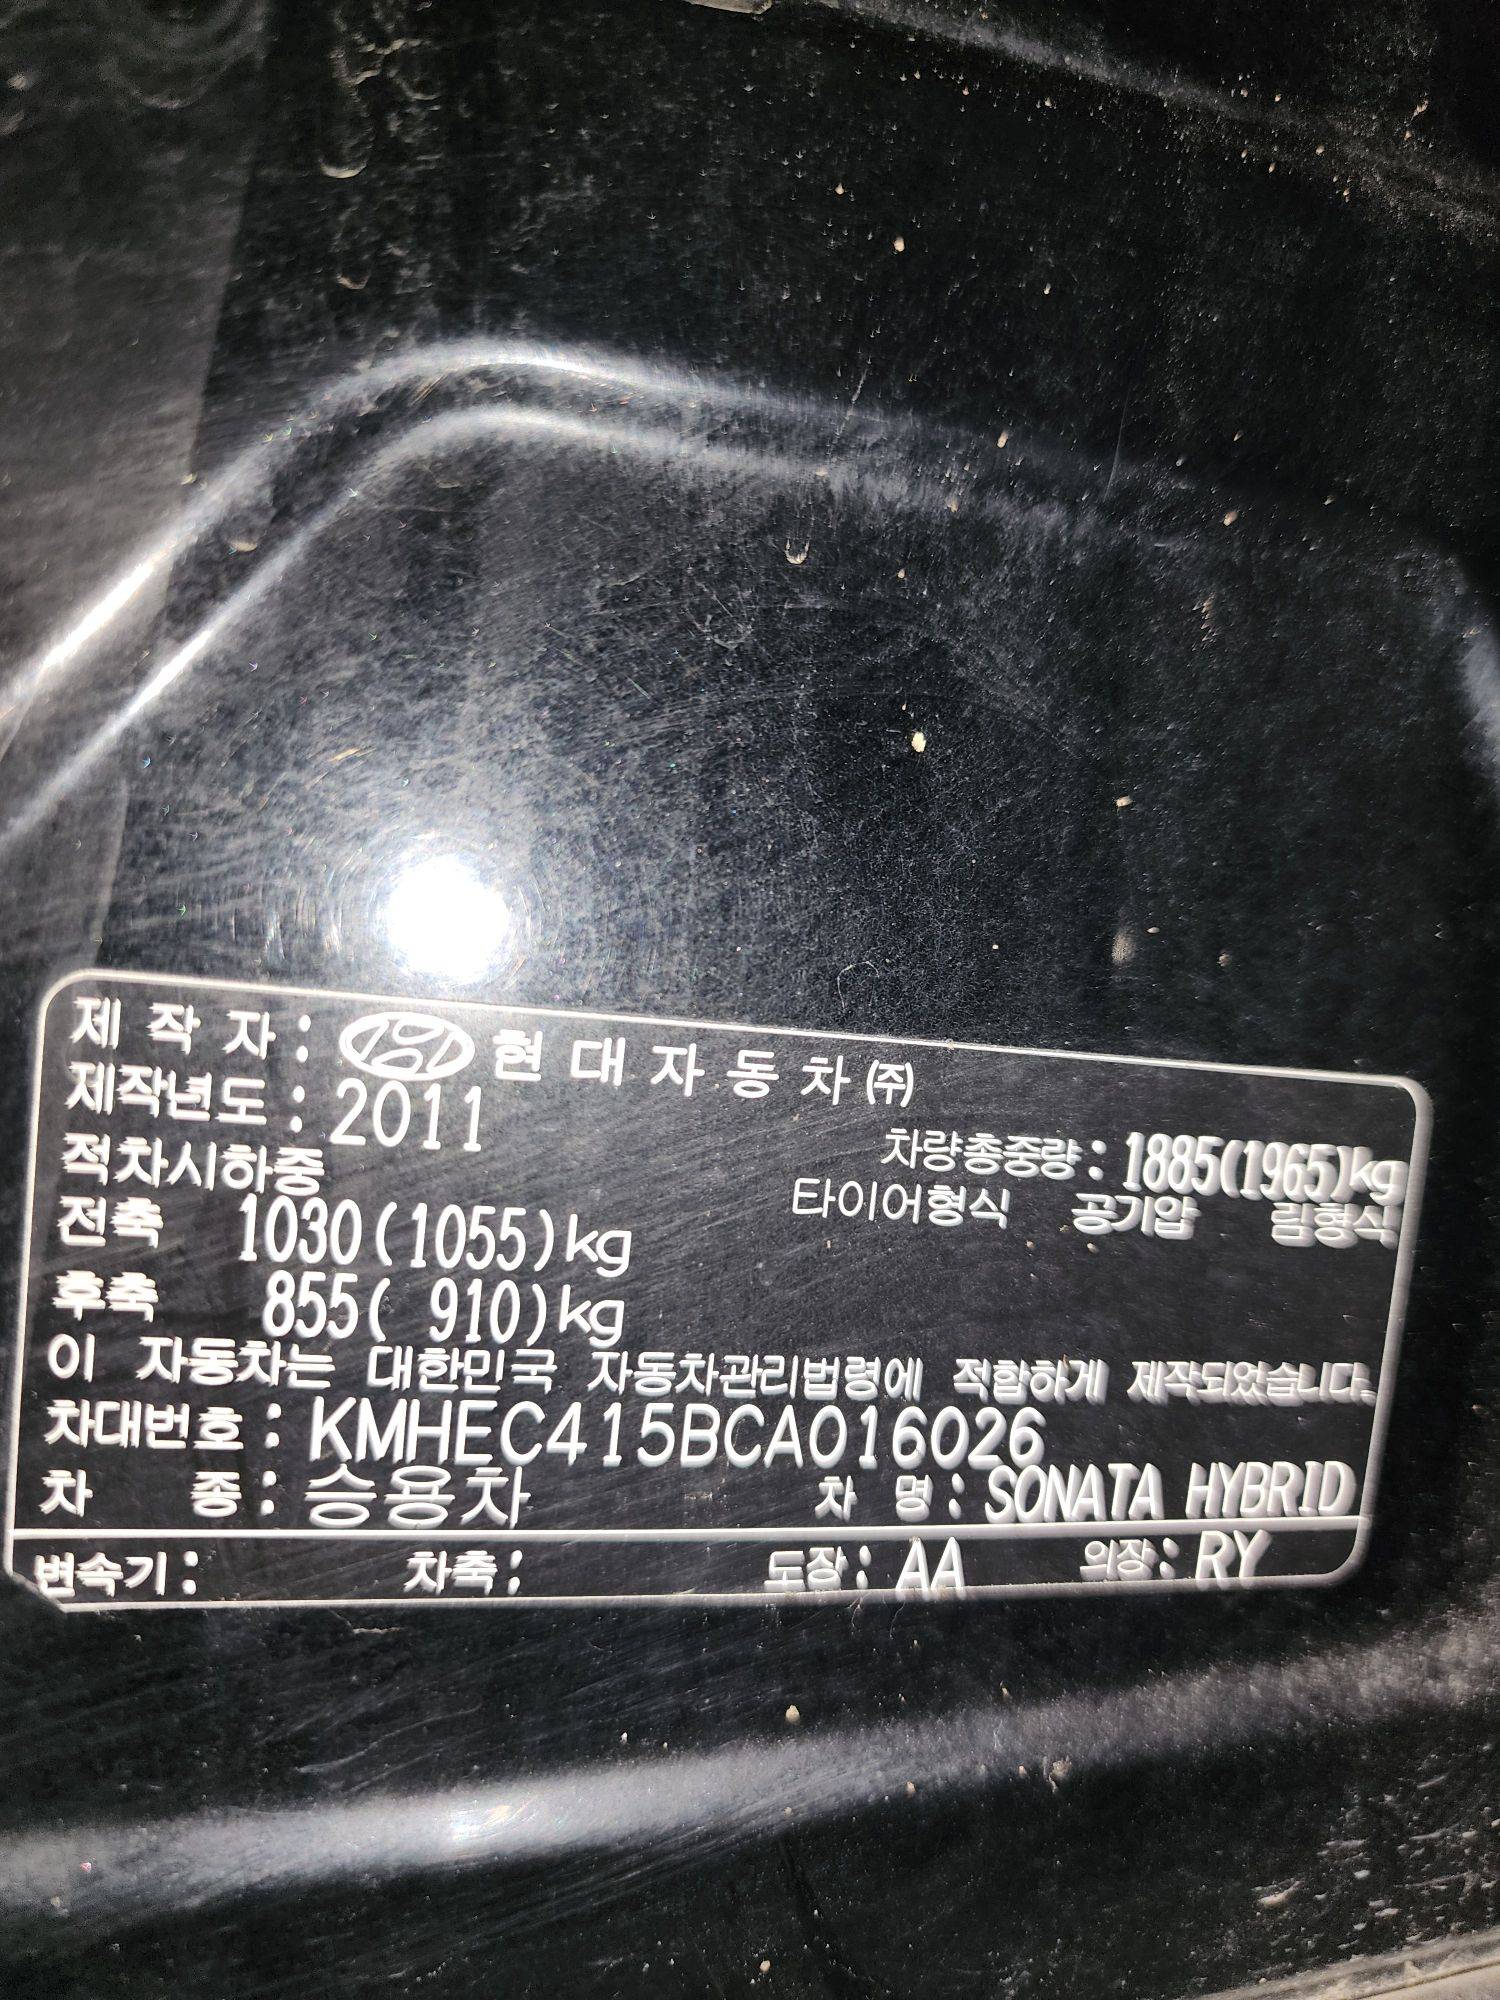 제작자: 현대자동차㈜
제작년도: 2011
차량총중량: 1885(1965)kg
적차시하중
타이어형식 공기압 림형식
전축 1030(1055)kg
후축 855( 910)kg
이 자동차는 대한민국 자동차관리법령에 적합하게 제작되었습니다.
차대번호: KMHEC415BCA016026
차 종: 승용차 차 명: SONATA HYBRID
변속기: 차축: 도장: AA 외장: RY